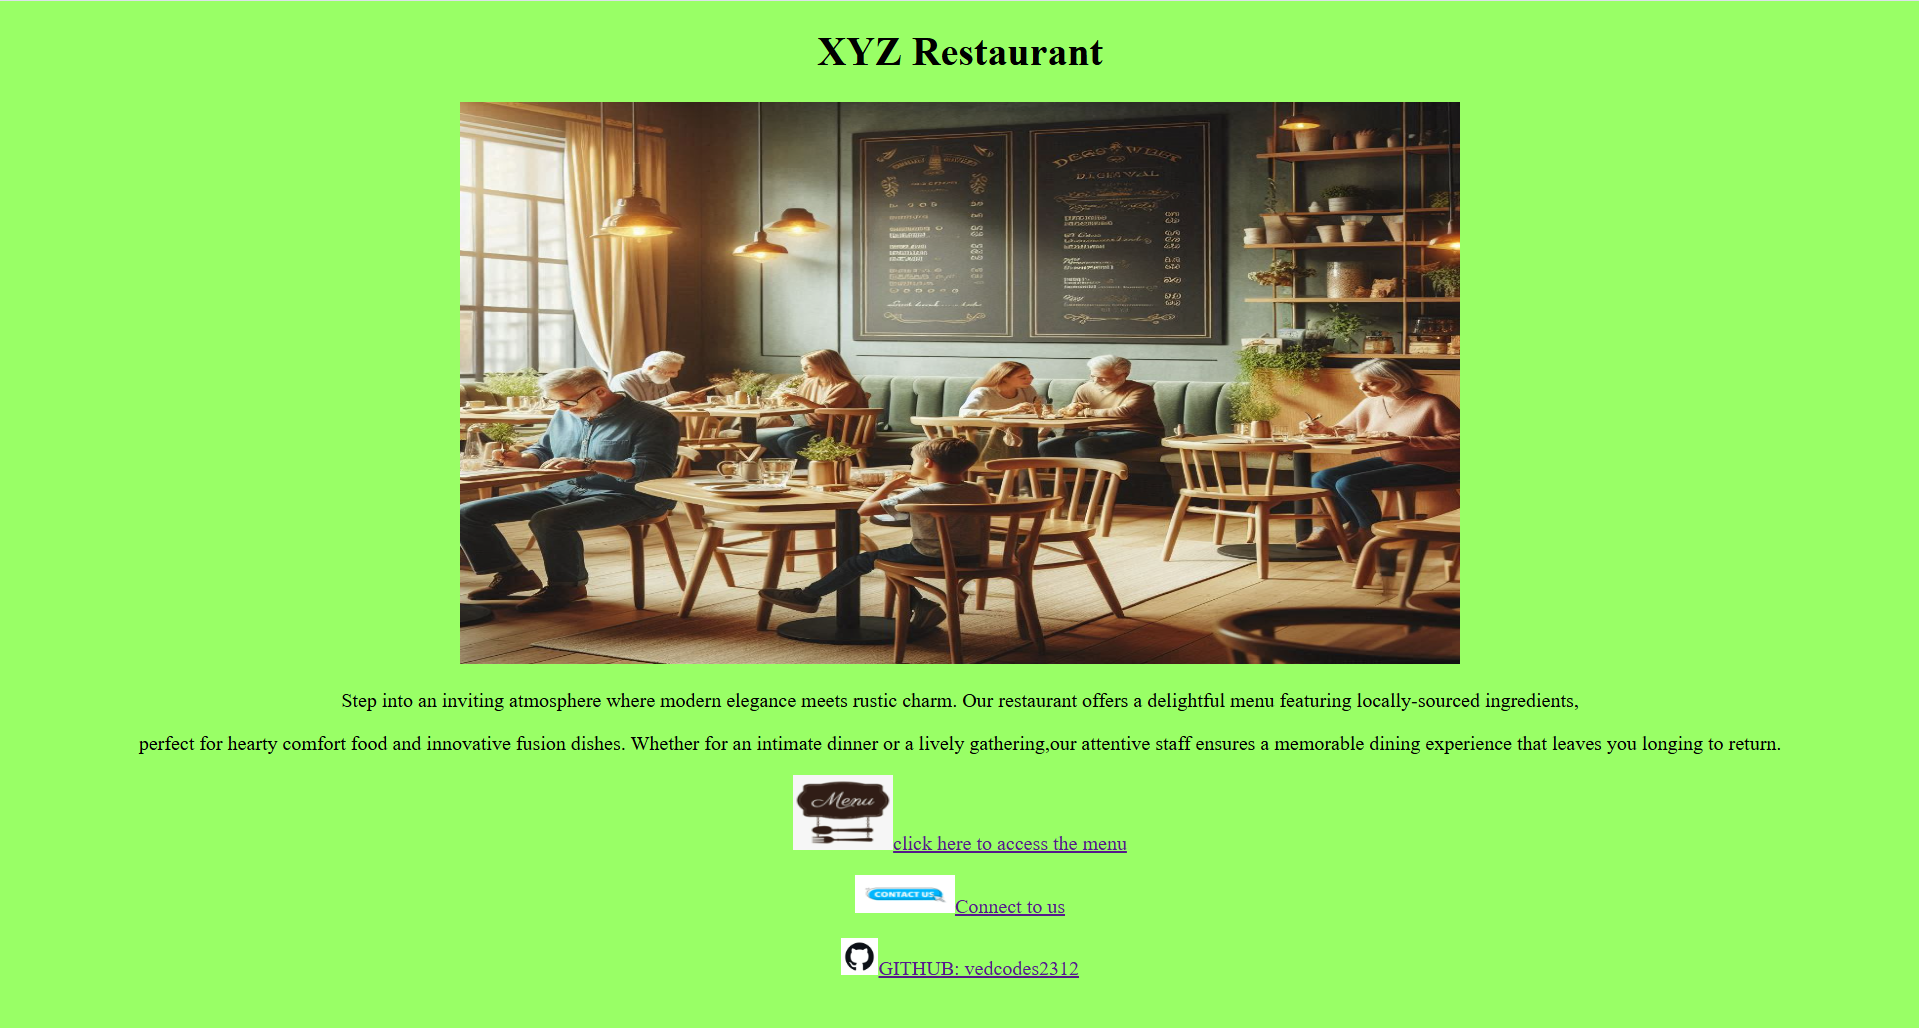 XYZ Restaurant
Step into an inviting atmosphere where modern elegance meets rustic charm. Our restaurant offers a delightful menu featuring locally-sourced ingredients,
perfect for hearty comfort food and innovative fusion dishes. Whether for an intimate dinner or a lively gathering,our attentive staff ensures a memorable dining experience that leaves you longing to return.
Menu
click here to access the menu
CONTACT US
Connect to us
GITHUB: vedcodes2312